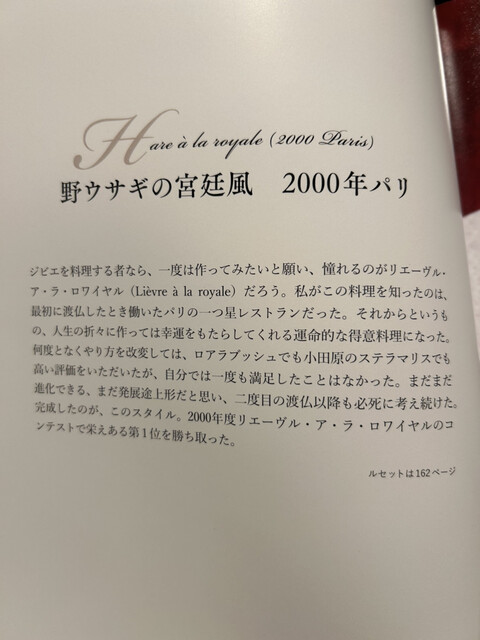 Hare à la royale (2000 Paris)
野ウサギの宮廷風　2000年パリ
ジビエを料理する者なら、一度は作ってみたいと願い、憧れるのがリエーヴル・
ア・ラ・ロワイヤル（Lièvre à la royale）だろう。私がこの料理を知ったのは、
最初に渡仏したとき働いたパリの一つ星レストランだった。それからというも
の、人生の折々に作っては幸運をもたらしてくれる運命的な得意料理になった。
何度となくやり方を改変しては、ロアラブッシュでも小田原のステラマリスでも
高い評価をいただいたが、自分では一度も満足したことはなかった。まだまだ
進化できる、まだ発展途上形だと思い、二度目の渡仏以降も必死に考え続けた。
完成したのが、このスタイル。2000年度リエーヴル・ア・ラ・ロワイヤルのコ
ンテストで栄えある第1位を勝ち取った。
ルセットは162ページ